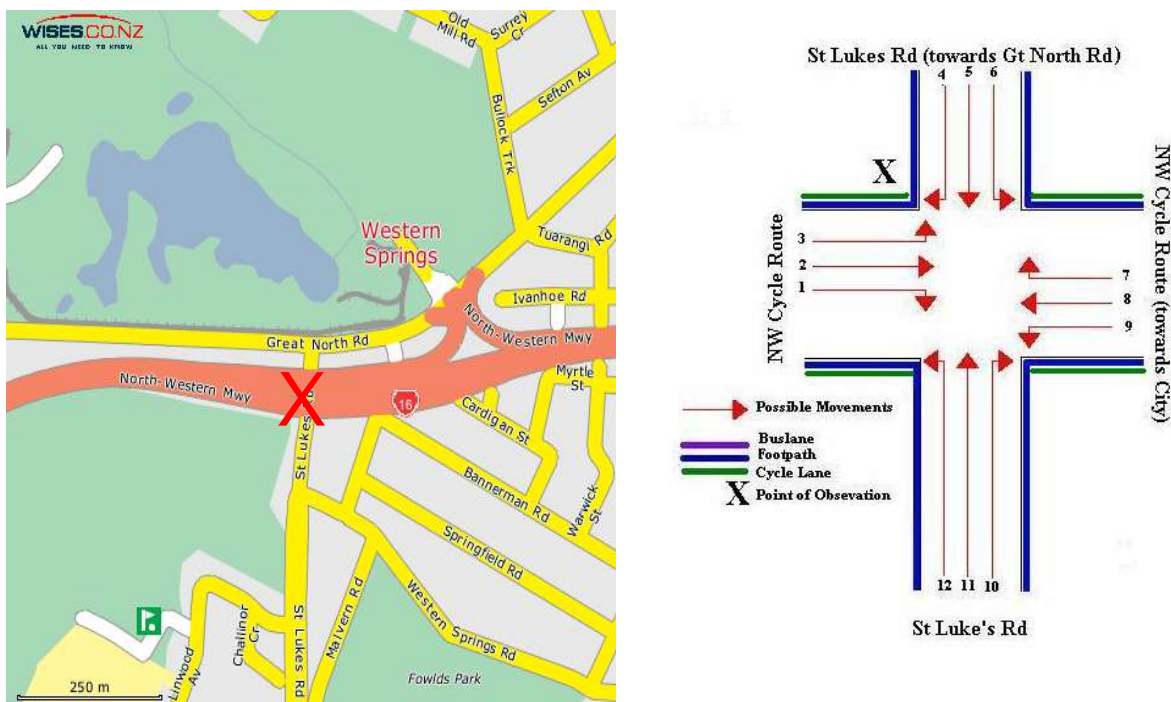 WISES.CO.NZ
ALL YOU NEED TO KNOW
Old
Mill Rd
Surrey
Cr
Sefton Av
Bullock Trk
Western
Springs
Tuarangi Rd
Ivanhoe Rd
North-Western Mwy
Great North Rd
North-Western Mwy
X
16
Myrtle
St
Cardigan St
St Lukes Rd
Bannerman Rd
Warwick
St
Springfield Rd
Malvern Rd
Western Springs Rd
St Lukes Rd
Challinor
Cr
Linwood
Av
Fowlds Park
250 m
St Lukes Rd (towards Gt North Rd)
4 5 6
X
NW Cycle Route
3
2
1
7
8
9
NW Cycle Route (towards City)
Possible Movements
Buslane
Footpath
Cycle Lane
X Point of Obsevation
12 11 10
St Luke's Rd